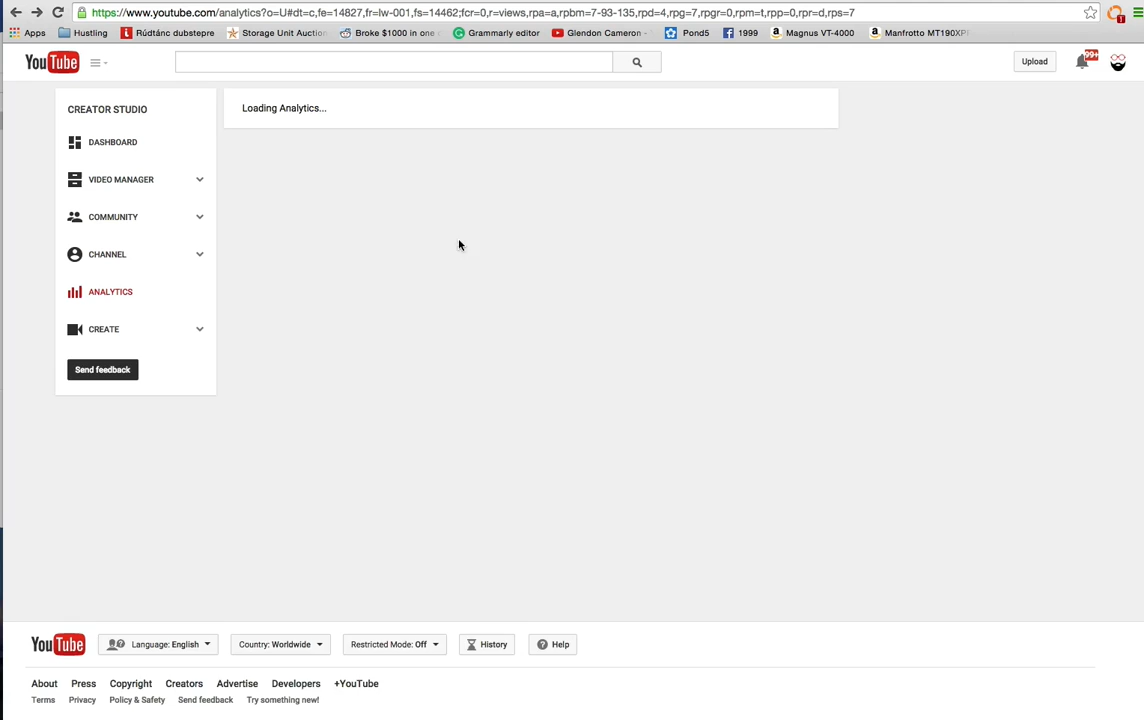 https://www.youtube.com/analytics?o=U#dt=c,fe=14827,fr=lw-001,fs=14462;fcr=0,r=views,rpa=a,rpbm=7-93-135,rpd=4,rpg=7,rpgr=0,rpm=t,rpp=0,rpr=d,rps=7
Apps Hustling Rúdtánc dubstepre Storage Unit Auction Broke $1000 in one Grammarly editor Glendon Cameron - Pond5 1999 Magnus VT-4000 Manfrotto MT190XP
YouTube Upload 99+
CREATOR STUDIO
Loading Analytics...
DASHBOARD
VIDEO MANAGER
COMMUNITY
CHANNEL
ANALYTICS
CREATE
Send feedback
YouTube Language: English Country: Worldwide Restricted Mode: Off History Help
About Press Copyright Creators Advertise Developers +YouTube
Terms Privacy Policy & Safety Send feedback Try something new!